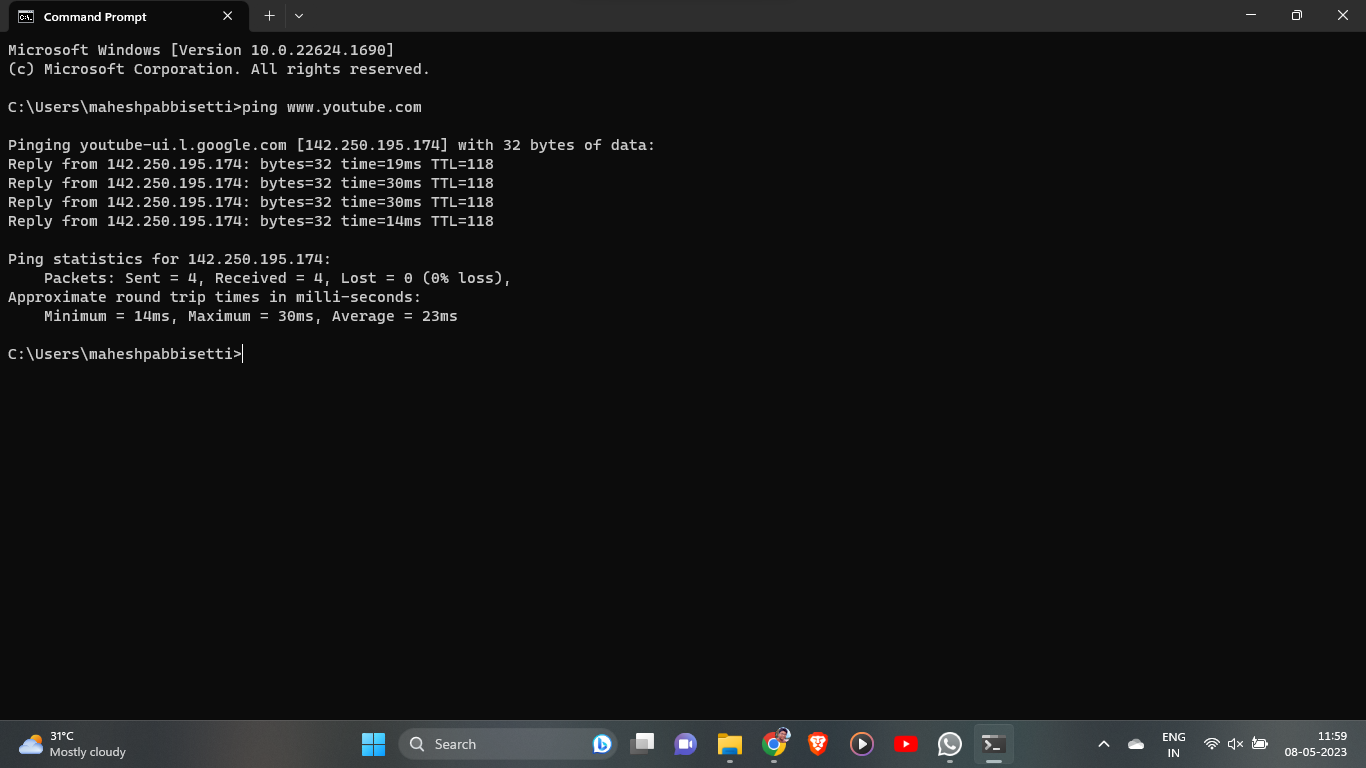 Command Prompt
Microsoft Windows [Version 10.0.22624.1690]
(c) Microsoft Corporation. All rights reserved.
C:\Users\maheshpabbisetti>ping www.youtube.com
Pinging youtube-ui.l.google.com [142.250.195.174] with 32 bytes of data:
Reply from 142.250.195.174: bytes=32 time=19ms TTL=118
Reply from 142.250.195.174: bytes=32 time=30ms TTL=118
Reply from 142.250.195.174: bytes=32 time=30ms TTL=118
Reply from 142.250.195.174: bytes=32 time=14ms TTL=118
Ping statistics for 142.250.195.174:
    Packets: Sent = 4, Received = 4, Lost = 0 (0% loss),
Approximate round trip times in milli-seconds:
    Minimum = 14ms, Maximum = 30ms, Average = 23ms
C:\Users\maheshpabbisetti>
31°C
Mostly cloudy
Search
ENG
IN
11:59
08-05-2023